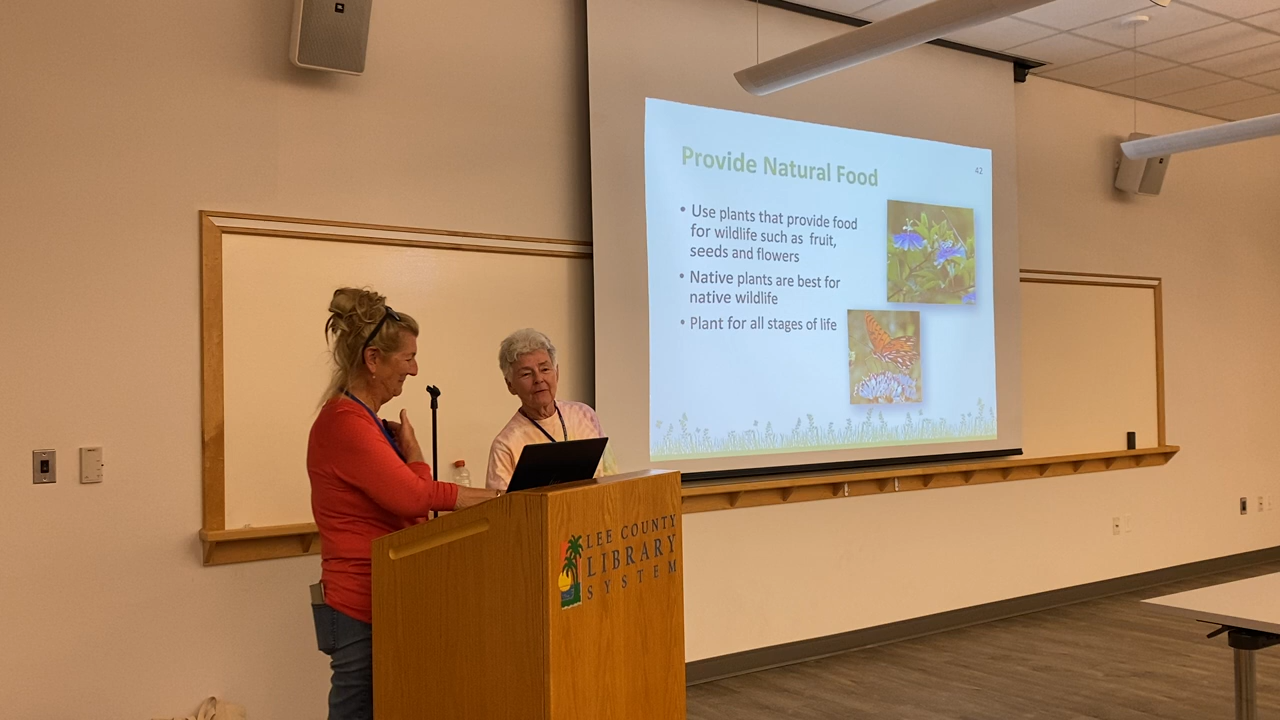 Provide Natural Food
42
• Use plants that provide food
for wildlife such as fruit,
seeds and flowers
• Native plants are best for
native wildlife
• Plant for all stages of life
LEE COUNTY
LIBRARY
SYSTEM
JBL